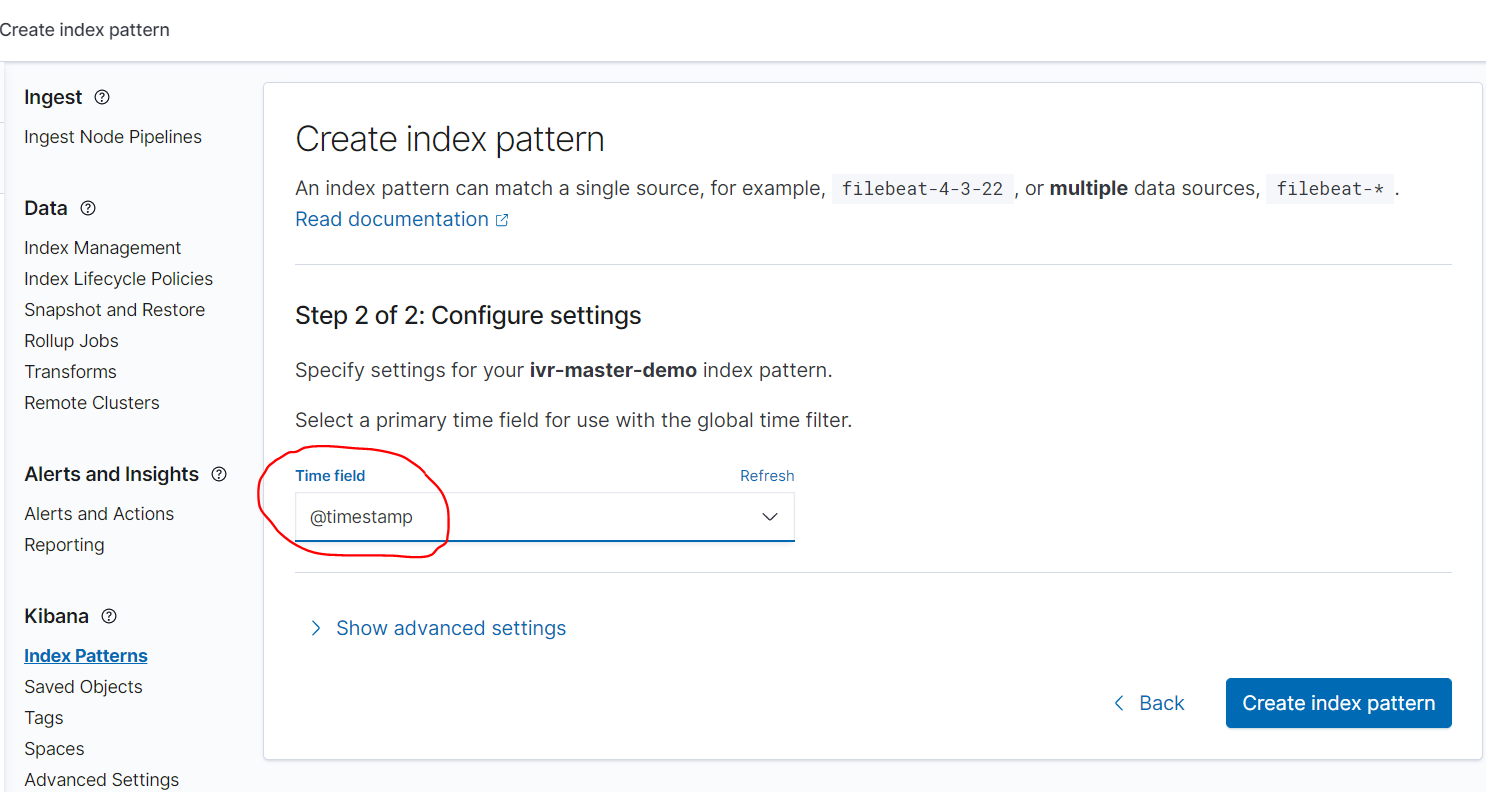 Create index pattern
Ingest
Ingest Node Pipelines
Data
Index Management
Index Lifecycle Policies
Snapshot and Restore
Rollup Jobs
Transforms
Remote Clusters
Alerts and Insights
Alerts and Actions
Reporting
Kibana
Index Patterns
Saved Objects
Tags
Spaces
Advanced Settings
Create index pattern
An index pattern can match a single source, for example, filebeat-4-3-22 , or multiple data sources, filebeat-* .
Read documentation
Step 2 of 2: Configure settings
Specify settings for your ivr-master-demo index pattern.
Select a primary time field for use with the global time filter.
Time field Refresh
@timestamp
Show advanced settings
Back Create index pattern